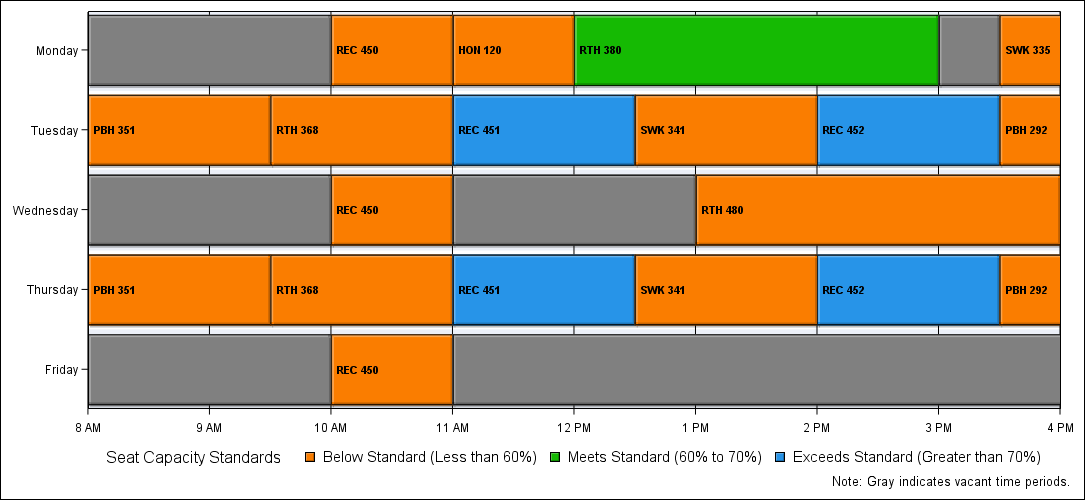 Monday
REC 450
HON 120
RTH 380
SWK 335
Tuesday
PBH 351
RTH 368
REC 451
SWK 341
REC 452
PBH 292
Wednesday
REC 450
RTH 480
Thursday
PBH 351
RTH 368
REC 451
SWK 341
REC 452
PBH 292
Friday
REC 450
8 AM
9 AM
10 AM
11 AM
12 PM
1 PM
2 PM
3 PM
4 PM
Seat Capacity Standards
Below Standard (Less than 60%)
Meets Standard (60% to 70%)
Exceeds Standard (Greater than 70%)
Note: Gray indicates vacant time periods.